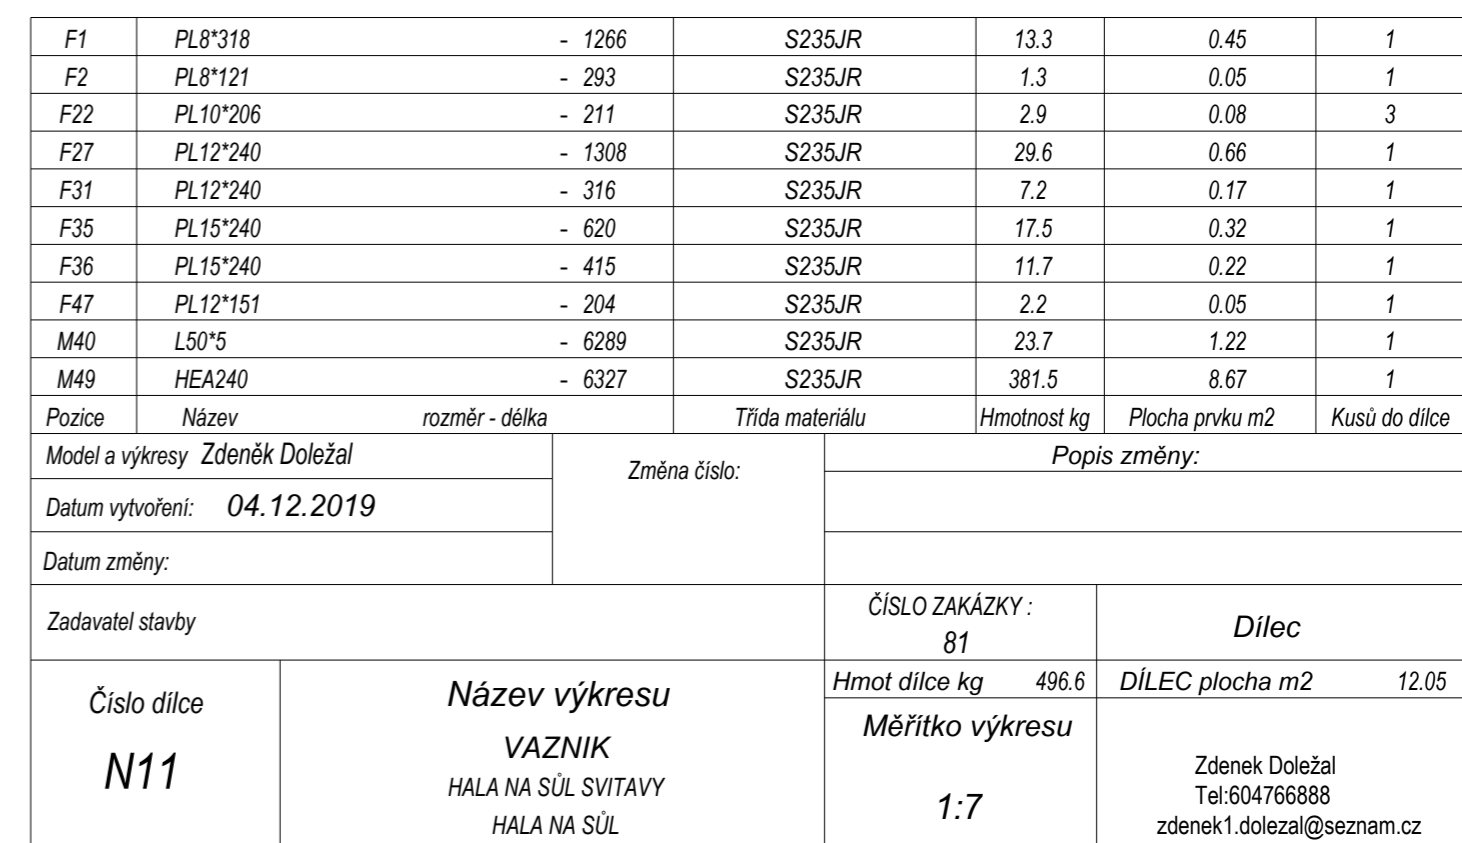 F1 PL8*318 - 1266 S235JR 13.3 0.45 1
F2 PL8*121 - 293 S235JR 1.3 0.05 1
F22 PL10*206 - 211 S235JR 2.9 0.08 3
F27 PL12*240 - 1308 S235JR 29.6 0.66 1
F31 PL12*240 - 316 S235JR 7.2 0.17 1
F35 PL15*240 - 620 S235JR 17.5 0.32 1
F36 PL15*240 - 415 S235JR 11.7 0.22 1
F47 PL12*151 - 204 S235JR 2.2 0.05 1
M40 L50*5 - 6289 S235JR 23.7 1.22 1
M49 HEA240 - 6327 S235JR 381.5 8.67 1
Pozice Název rozměr - délka Třída materiálu Hmotnost kg Plocha prvku m2 Kusů do dílce
Model a výkresy Zdeněk Doležal
Změna číslo:
Popis změny:
Datum vytvoření: 04.12.2019
Datum změny:
Zadavatel stavby
ČÍSLO ZAKÁZKY :
81
Dílec
Číslo dílce
N11
Název výkresu
VAZNIK
HALA NA SŮL SVITAVY
HALA NA SŮL
Hmot dílce kg 496.6
DÍLEC plocha m2 12.05
Měřítko výkresu
1:7
Zdenek Doležal
Tel:604766888
zdenek1.dolezal@seznam.cz